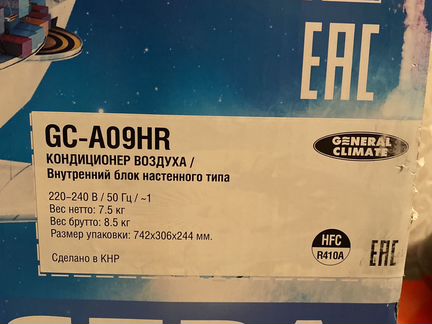 EAC
GC-A09HR
КОНДИЦИОНЕР ВОЗДУХА /
Внутренний блок настенного типа
GENERAL
CLIMATE
220–240 В / 50 Гц / ~1
Вес нетто: 7.5 кг
Вес брутто: 8.5 кг
Размер упаковки: 742x306x244 мм.
Сделано в КНР
HFC
R410A
EAC